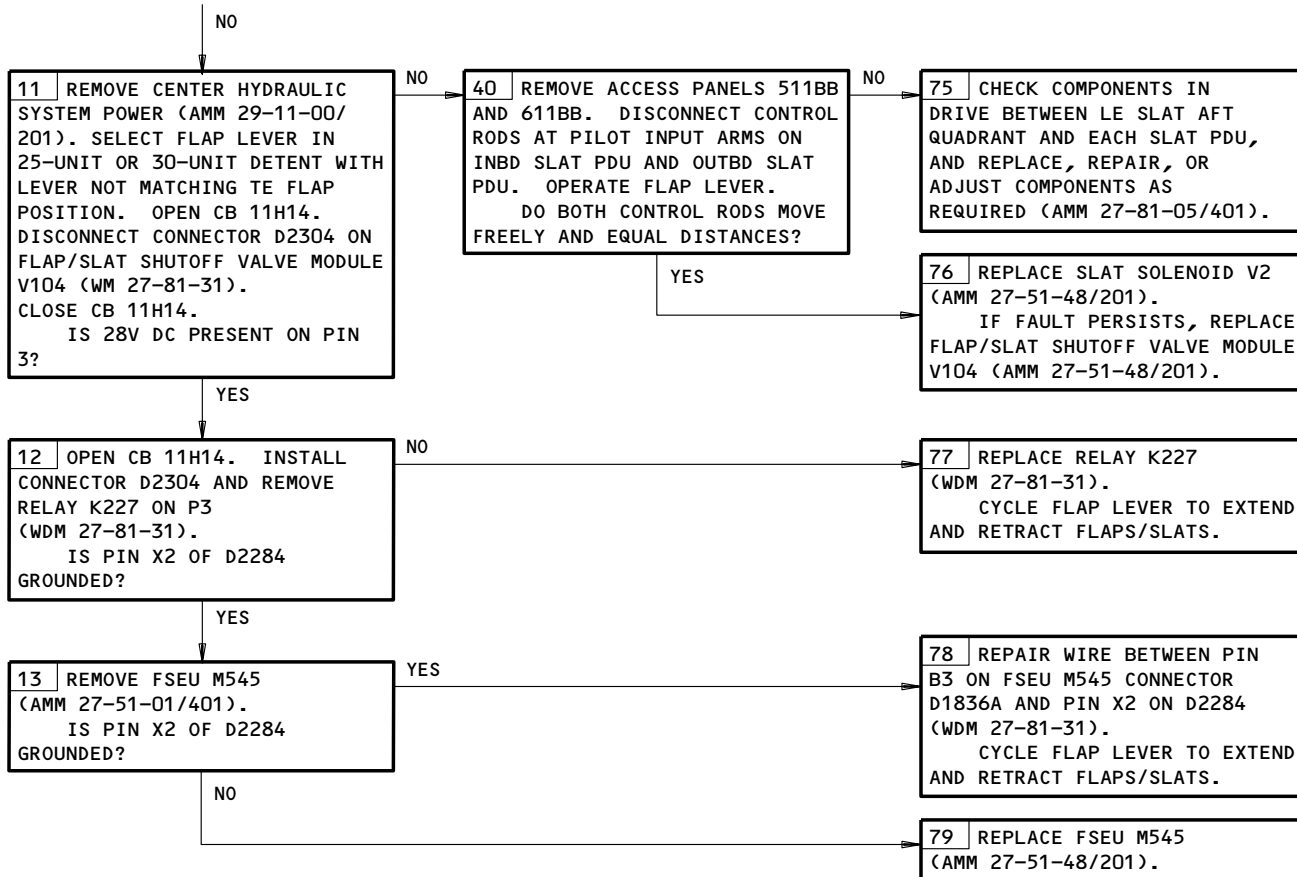 NO
11 REMOVE CENTER HYDRAULIC
SYSTEM POWER (AMM 29-11-00/
201). SELECT FLAP LEVER IN
25-UNIT OR 30-UNIT DETENT WITH
LEVER NOT MATCHING TE FLAP
POSITION. OPEN CB 11H14.
DISCONNECT CONNECTOR D2304 ON
FLAP/SLAT SHUTOFF VALVE MODULE
V104 (WM 27-81-31).
CLOSE CB 11H14.
IS 28V DC PRESENT ON PIN
3?
NO
40 REMOVE ACCESS PANELS 511BB
AND 611BB. DISCONNECT CONTROL
RODS AT PILOT INPUT ARMS ON
INBD SLAT PDU AND OUTBD SLAT
PDU. OPERATE FLAP LEVER.
DO BOTH CONTROL RODS MOVE
FREELY AND EQUAL DISTANCES?
NO
75 CHECK COMPONENTS IN
DRIVE BETWEEN LE SLAT AFT
QUADRANT AND EACH SLAT PDU,
AND REPLACE, REPAIR, OR
ADJUST COMPONENTS AS
REQUIRED (AMM 27-81-05/401).
YES
76 REPLACE SLAT SOLENOID V2
(AMM 27-51-48/201).
IF FAULT PERSISTS, REPLACE
FLAP/SLAT SHUTOFF VALVE MODULE
V104 (AMM 27-51-48/201).
YES
12 OPEN CB 11H14. INSTALL
CONNECTOR D2304 AND REMOVE
RELAY K227 ON P3
(WDM 27-81-31).
IS PIN X2 OF D2284
GROUNDED?
NO
77 REPLACE RELAY K227
(WDM 27-81-31).
CYCLE FLAP LEVER TO EXTEND
AND RETRACT FLAPS/SLATS.
YES
13 REMOVE FSEU M545
(AMM 27-51-01/401).
IS PIN X2 OF D2284
GROUNDED?
YES
78 REPAIR WIRE BETWEEN PIN
B3 ON FSEU M545 CONNECTOR
D1836A AND PIN X2 ON D2284
(WDM 27-81-31).
CYCLE FLAP LEVER TO EXTEND
AND RETRACT FLAPS/SLATS.
NO
79 REPLACE FSEU M545
(AMM 27-51-48/201).